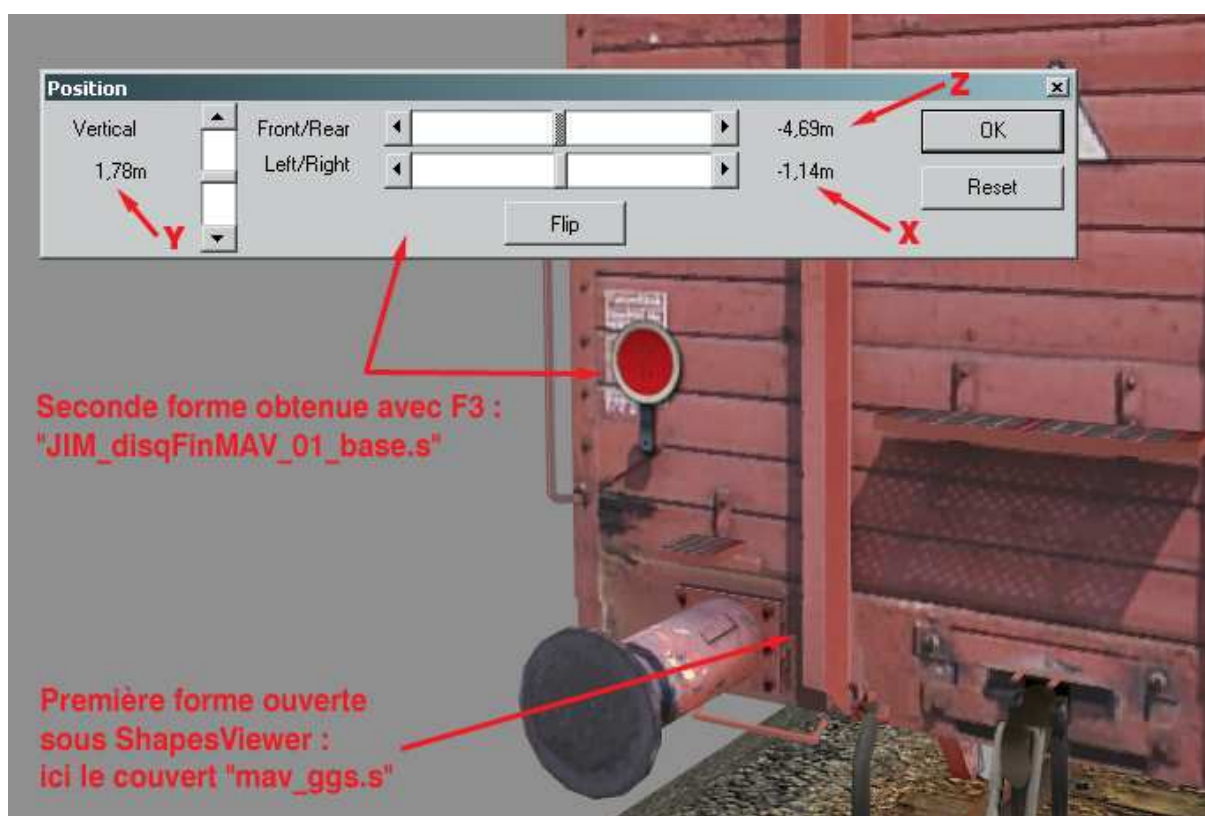 Position
Z
Vertical
Front/Rear
-4,69m
OK
1,78m
Left/Right
-1,14m
Reset
Y
Flip
X
Seconde forme obtenue avec F3 :
"JIM_disqFinMAV_01_base.s"
Première forme ouverte
sous ShapesViewer :
ici le couvert "mav_ggs.s"